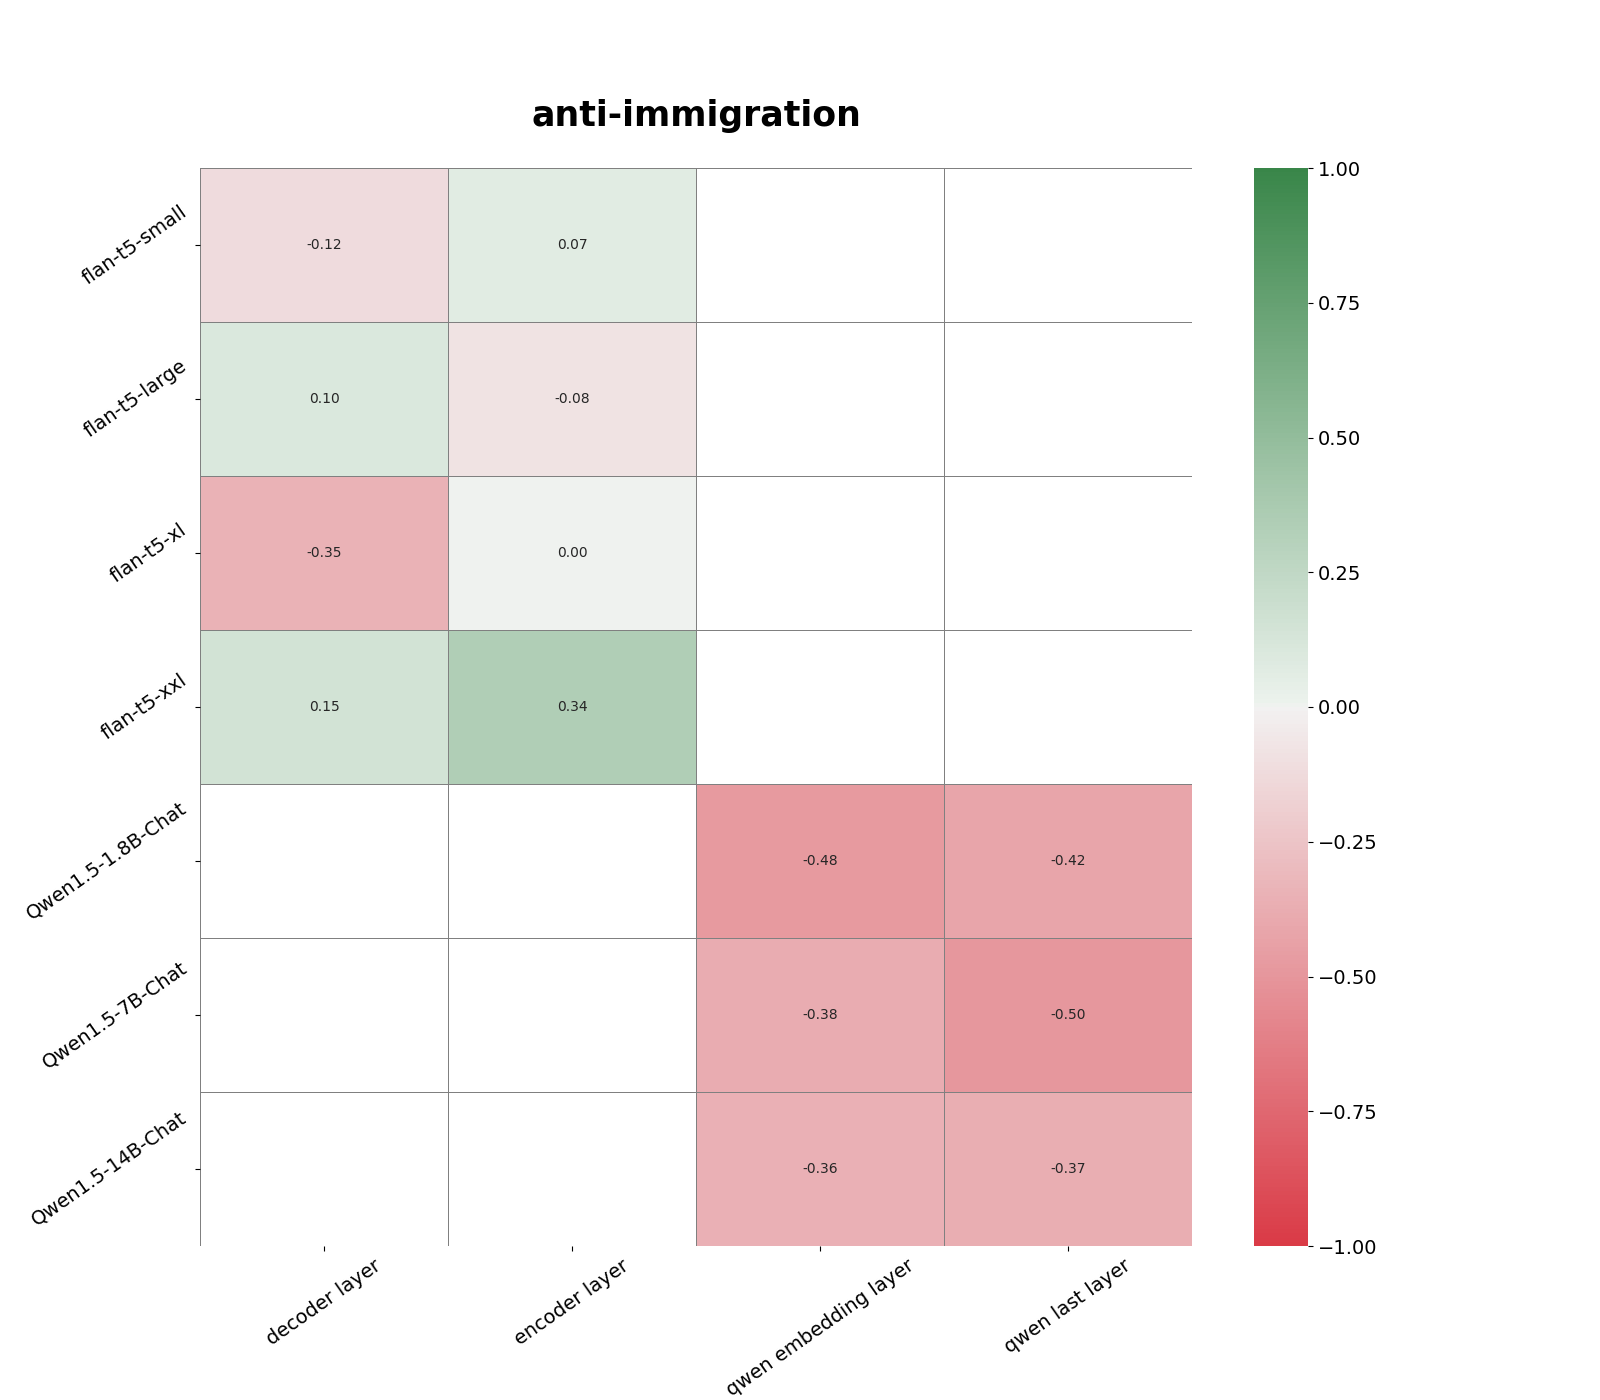 anti-immigration
flan-t5-small
-0.12
0.07
flan-t5-large
0.10
-0.08
flan-t5-xl
-0.35
0.00
flan-t5-xxl
0.15
0.34
Qwen1.5-1.8B-Chat
-0.48
-0.42
Qwen1.5-7B-Chat
-0.38
-0.50
Qwen1.5-14B-Chat
-0.36
-0.37
decoder layer
encoder layer
qwen embedding layer
qwen last layer
1.00
0.75
0.50
0.25
0.00
−0.25
−0.50
−0.75
−1.00